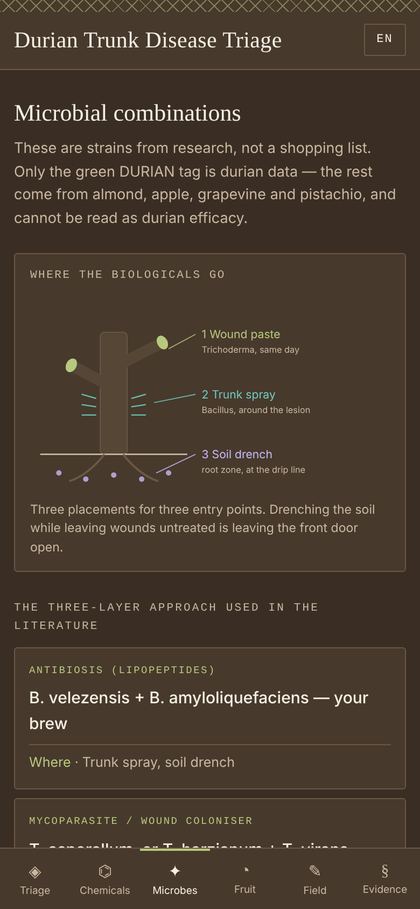 Durian Trunk Disease Triage
EN
Microbial combinations
These are strains from research, not a shopping list.
Only the green DURIAN tag is durian data — the rest
come from almond, apple, grapevine and pistachio, and
cannot be read as durian efficacy.
WHERE THE BIOLOGICALS GO
1 Wound paste
Trichoderma, same day
2 Trunk spray
Bacillus, around the lesion
3 Soil drench
root zone, at the drip line
Three placements for three entry points. Drenching the soil
while leaving wounds untreated is leaving the front door
open.
THE THREE-LAYER APPROACH USED IN THE
LITERATURE
ANTIBIOSIS (LIPOPEPTIDES)
B. velezensis + B. amyloliquefaciens — your
brew
Where · Trunk spray, soil drench
MYCOPARASITE / WOUND COLONISER
T. asperellum, or T. harzianum + T. virens
Triage
Chemicals
Microbes
Fruit
Field
§
Evidence